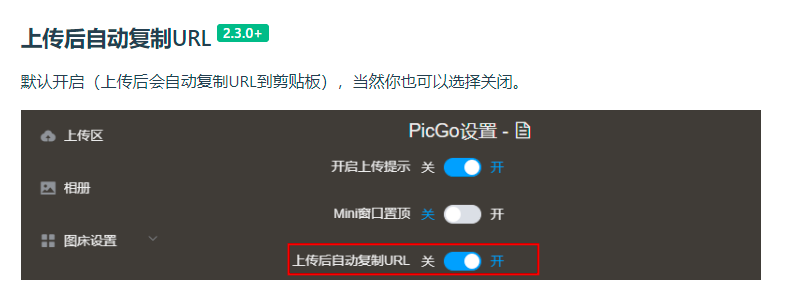 上传后自动复制URL 2.3.0+
默认开启（上传后会自动复制URL到剪贴板），当然你也可以选择关闭。
上传区
PicGo设置 -
开启上传提示 关 开
相册
Mini窗口置顶 关 开
图床设置
上传后自动复制URL 关 开